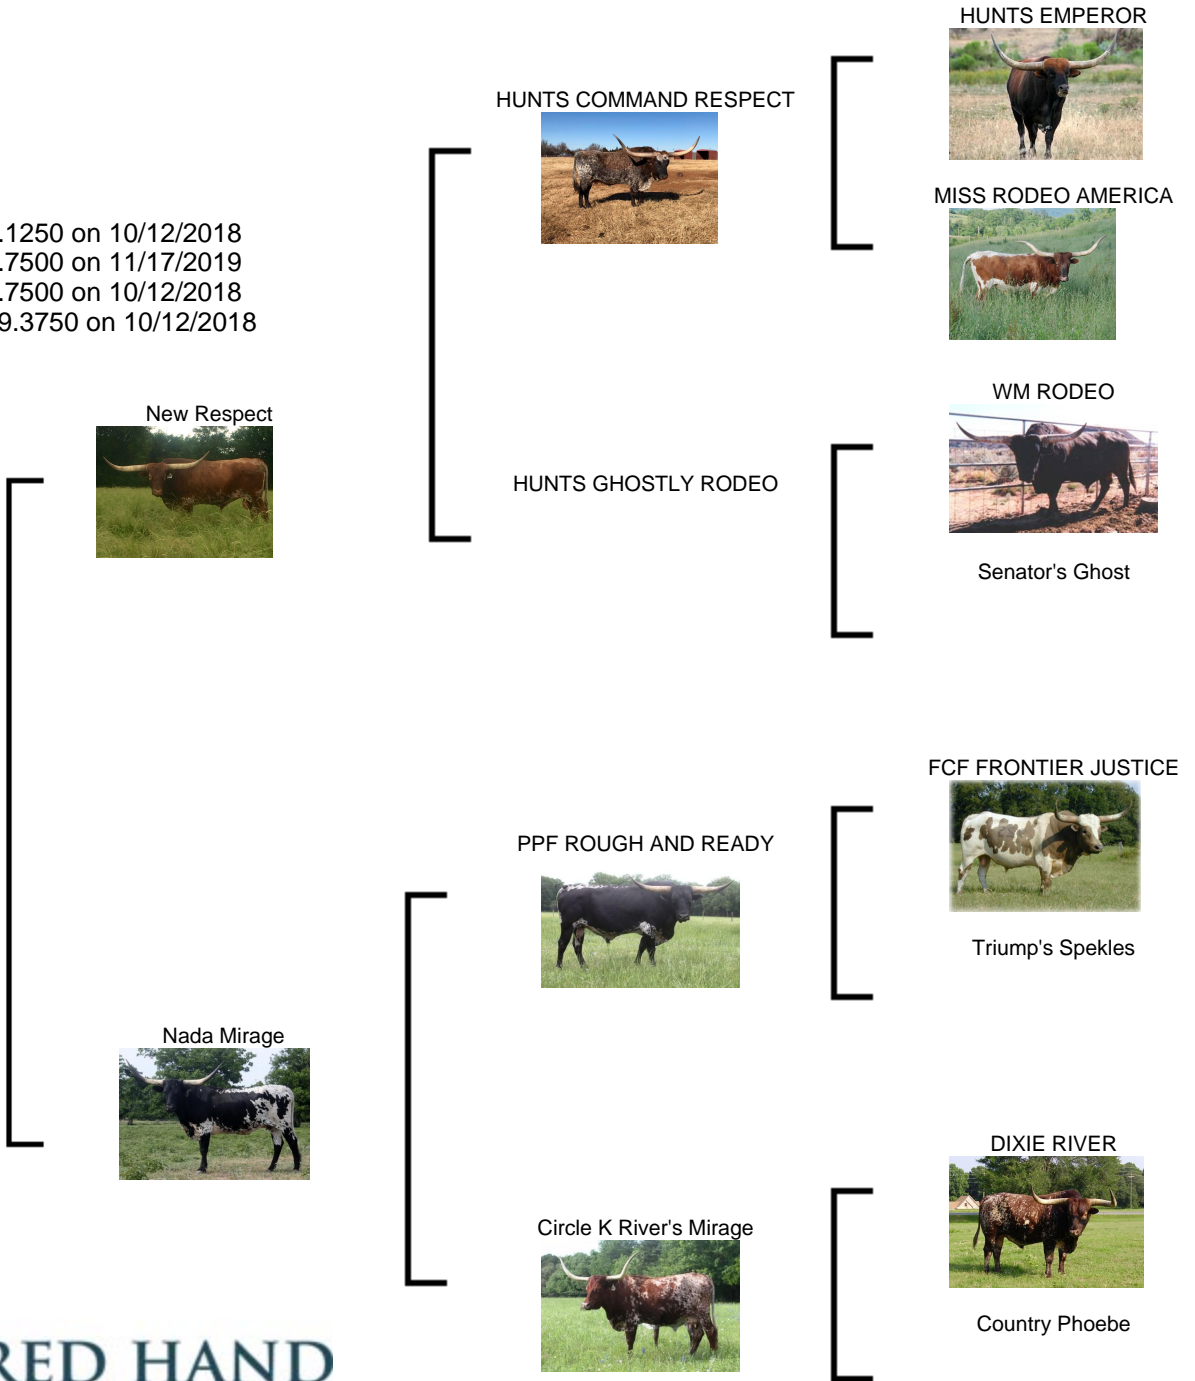 HUNTS EMPEROR
HUNTS COMMAND RESPECT
MISS RODEO AMERICA
.1250 on 10/12/2018
.7500 on 11/17/2019
.7500 on 10/12/2018
9.3750 on 10/12/2018
WM RODEO
New Respect
HUNTS GHOSTLY RODEO
Senator's Ghost
FCF FRONTIER JUSTICE
PPF ROUGH AND READY
Triump's Spekles
Nada Mirage
DIXIE RIVER
Circle K River's Mirage
Country Phoebe
RED HAND